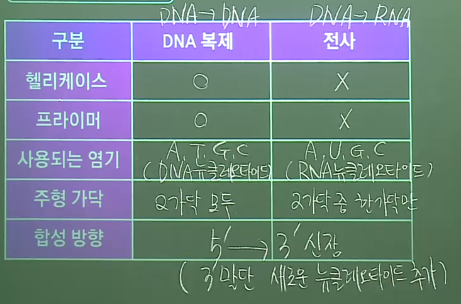 DNA→DNA DNA→RNA
구분 DNA 복제 전사
헬리케이스 O X
프라이머 O X
사용되는 염기 A, T, G, C A, U, G, C
(DNA뉴클레오타이드) (RNA뉴클레오타이드)
주형 가닥 2가닥 모두 2가닥 중 한가닥만
합성 방향 5'→3' 신장
(3'말단 새로운 뉴클레오타이드 추가)